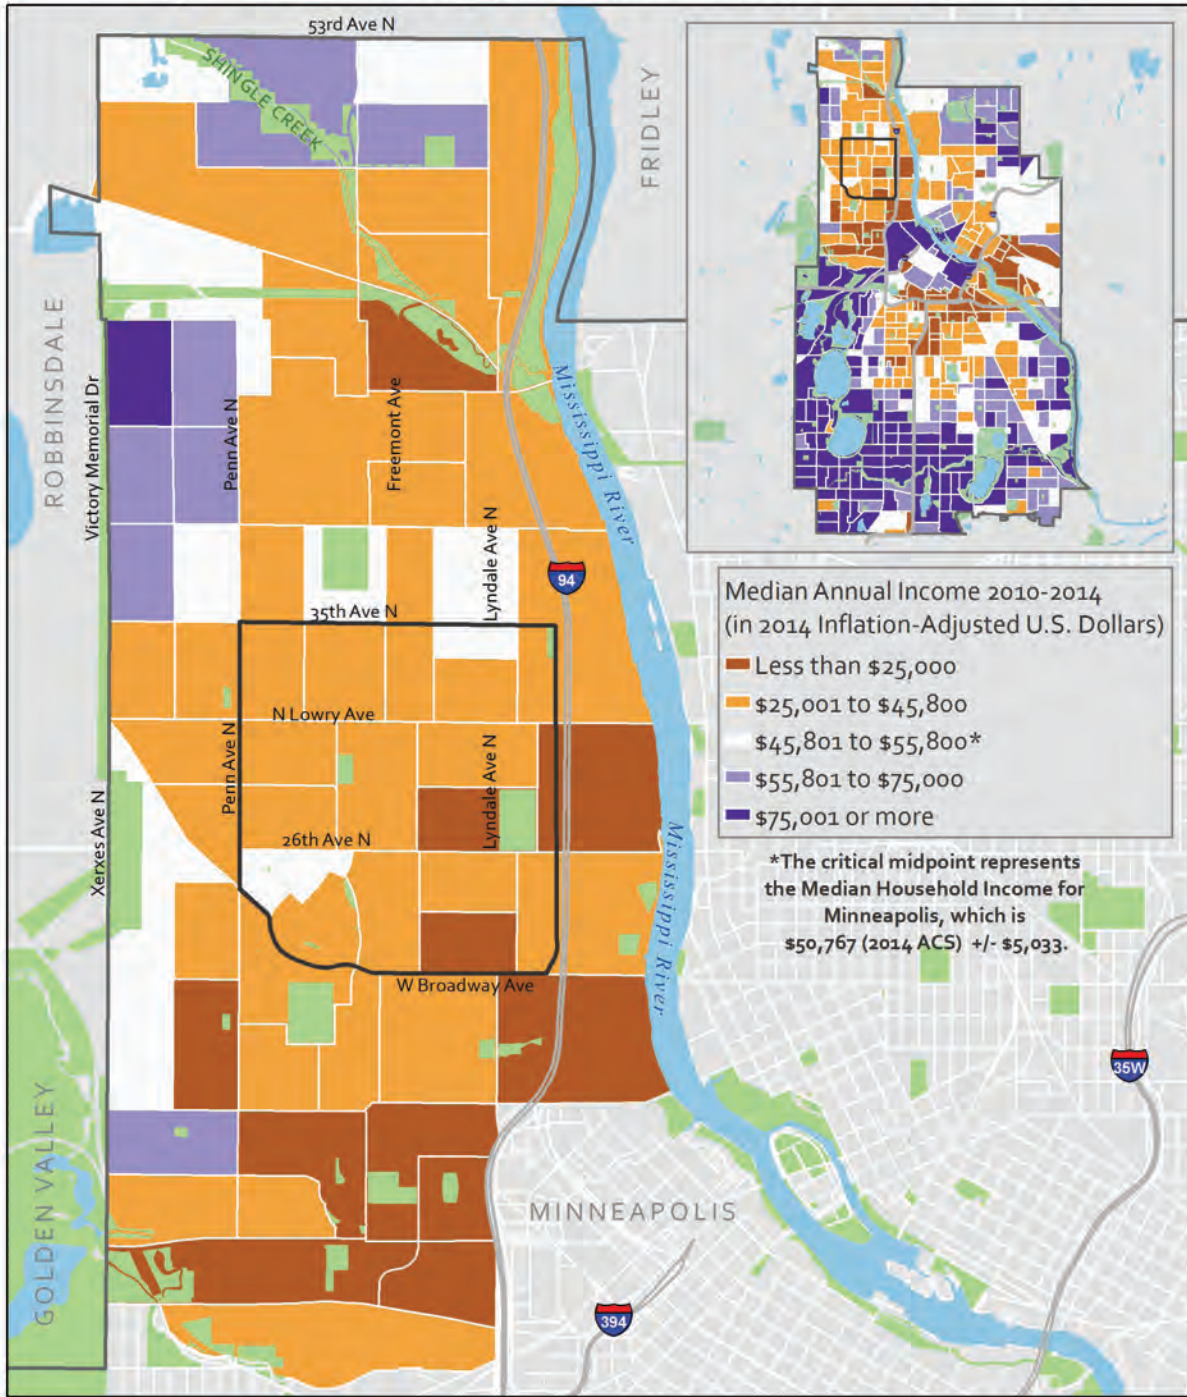 53rd Ave N
SHINGLE CREEK
FRIDLEY
ROBBINSDALE
Victory Memorial Dr
Penn Ave N
Freemont Ave
Mississippi River
Lyndale Ave N
94
35th Ave N
N Lowry Ave
Penn Ave N
Lyndale Ave N
26th Ave N
Xerxes Ave N
Mississippi River
W Broadway Ave
GOLDEN VALLEY
MINNEAPOLIS
394
35W
Median Annual Income 2010-2014
(in 2014 Inflation-Adjusted U.S. Dollars)
Less than $25,000
$25,001 to $45,800
$45,801 to $55,800*
$55,801 to $75,000
$75,001 or more
*The critical midpoint represents
the Median Household Income for
Minneapolis, which is
$50,767 (2014 ACS) +/- $5,033.